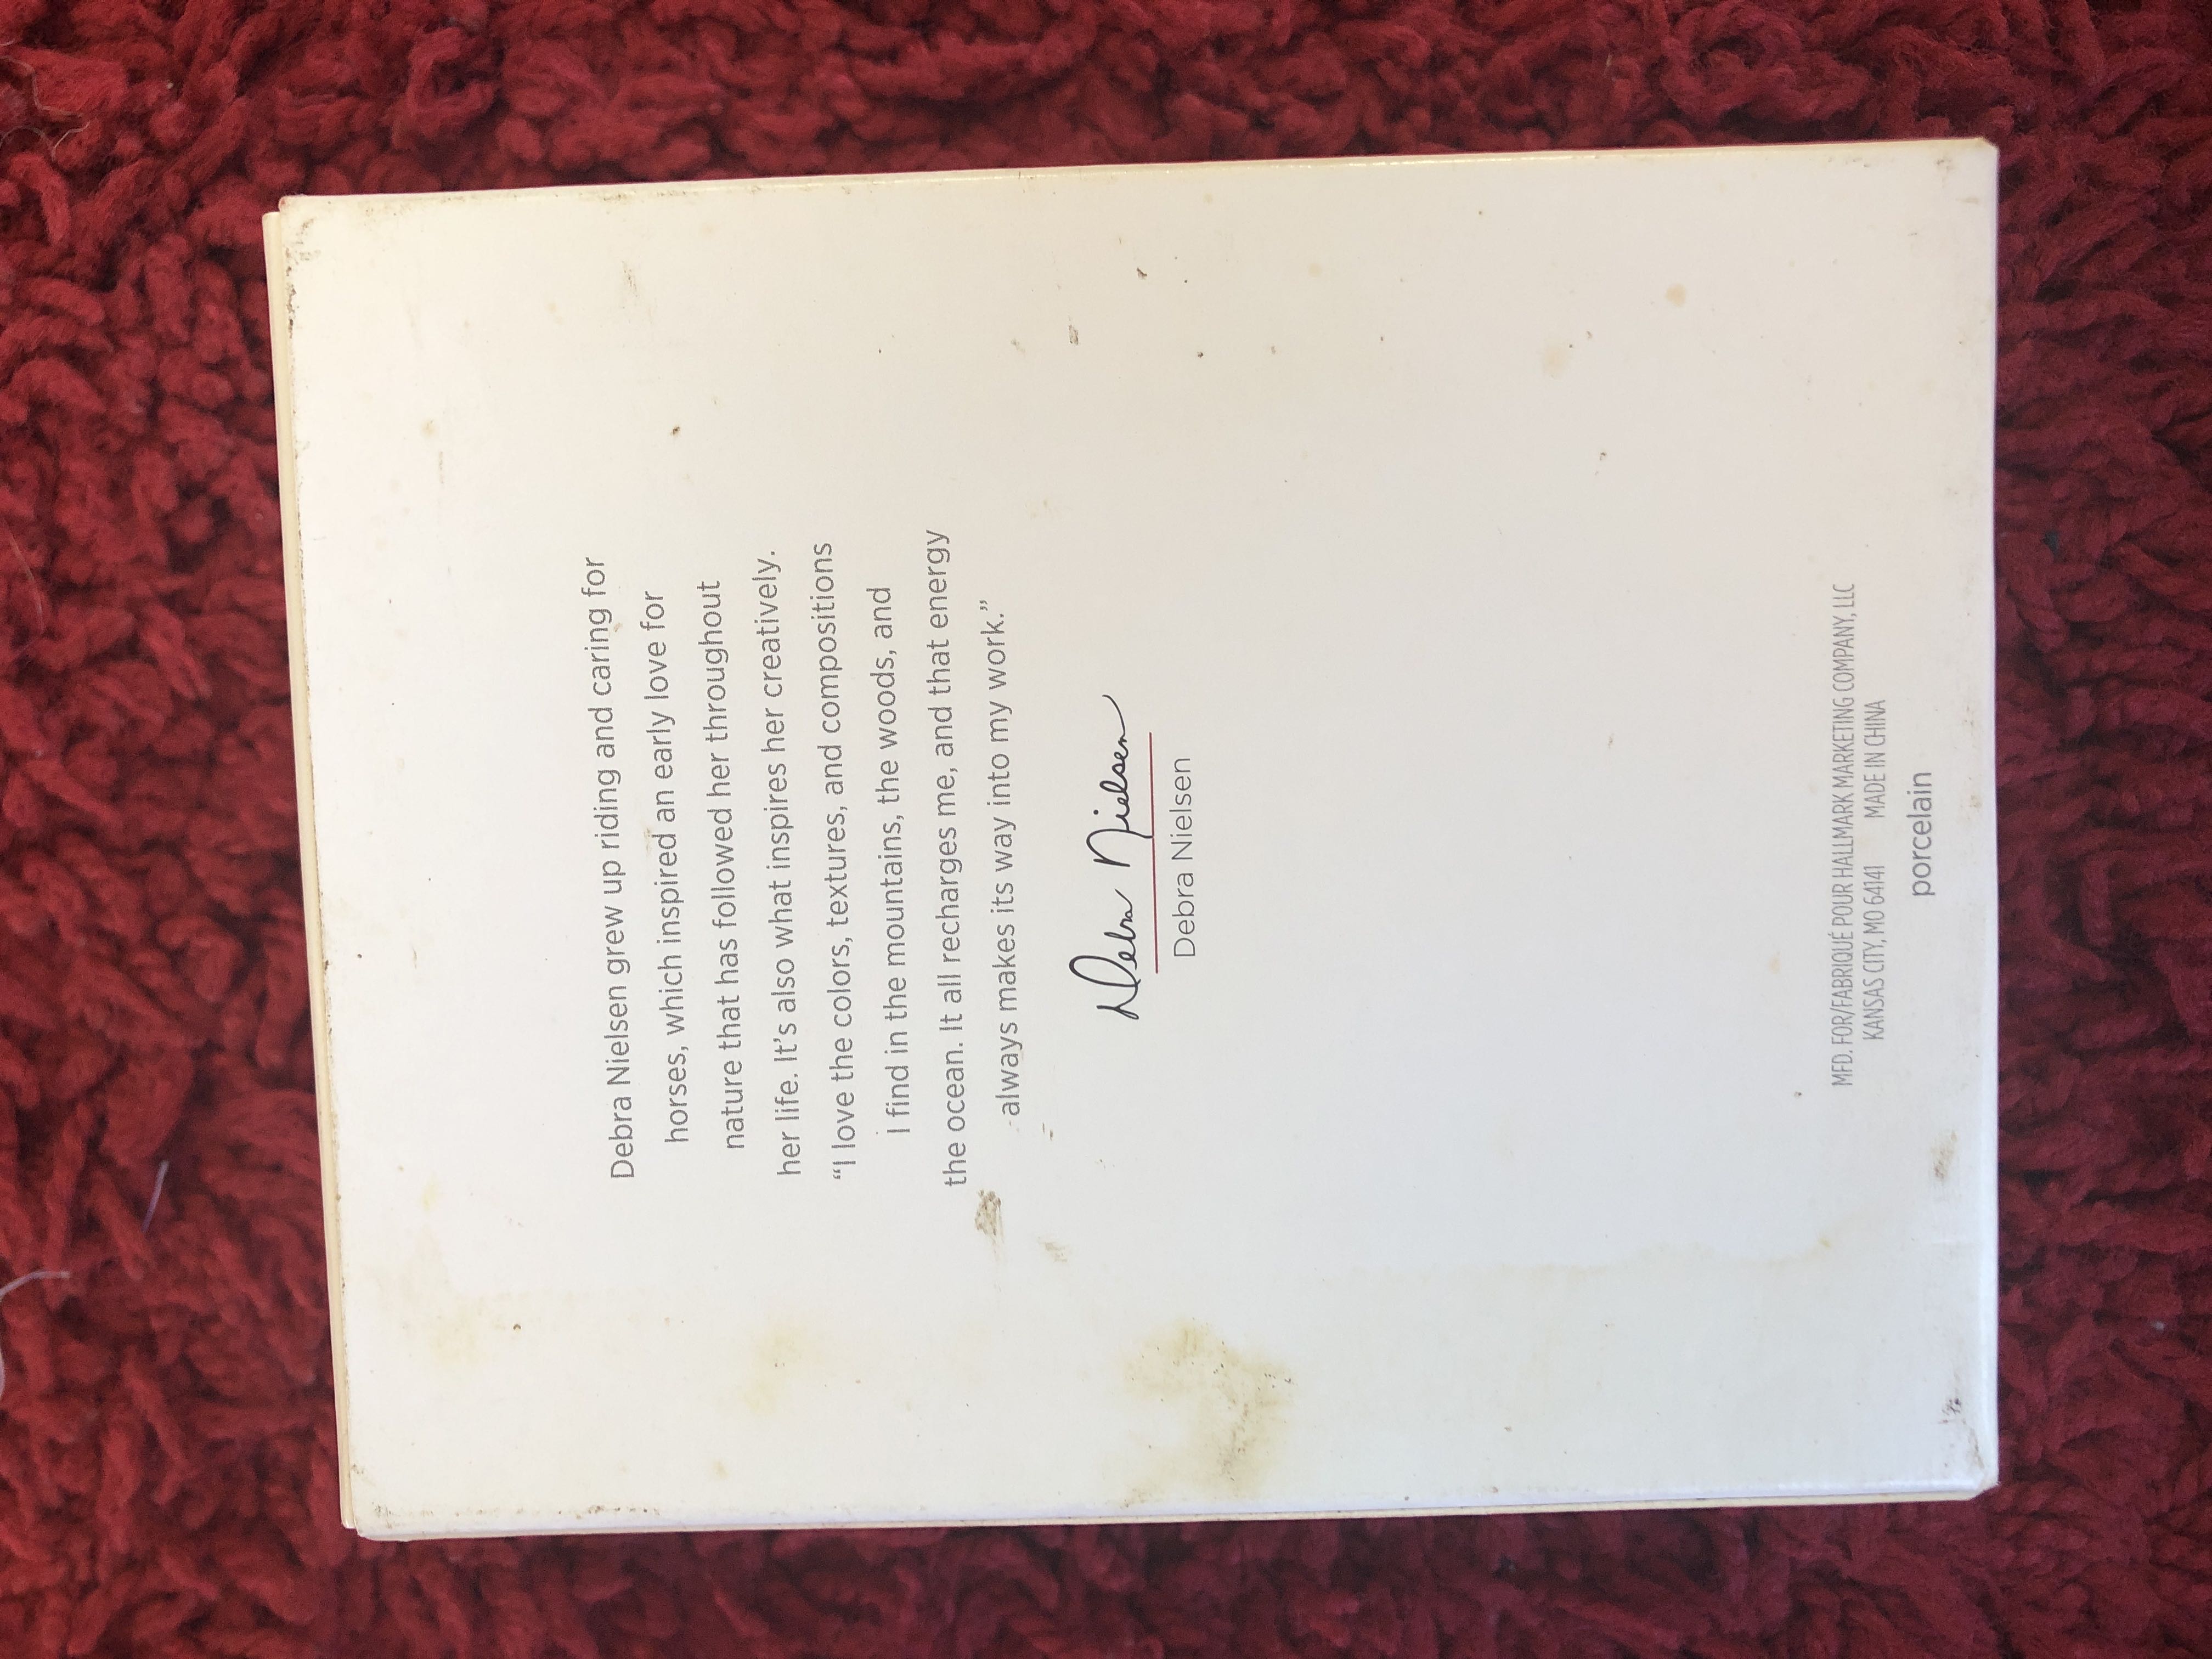 Debra Nielsen grew up riding and caring for
horses, which inspired an early love for
nature that has followed her throughout
her life. It's also what inspires her creatively.
“I love the colors, textures, and compositions
I find in the mountains, the woods, and
the ocean. It all recharges me, and that energy
always makes its way into my work.”
Debra Nielsen
Debra Nielsen
MFD. FOR/FABRIQUÉ POUR HALLMARK MARKETING COMPANY, LLC
KANSAS CITY, MO 64141 MADE IN CHINA
porcelain